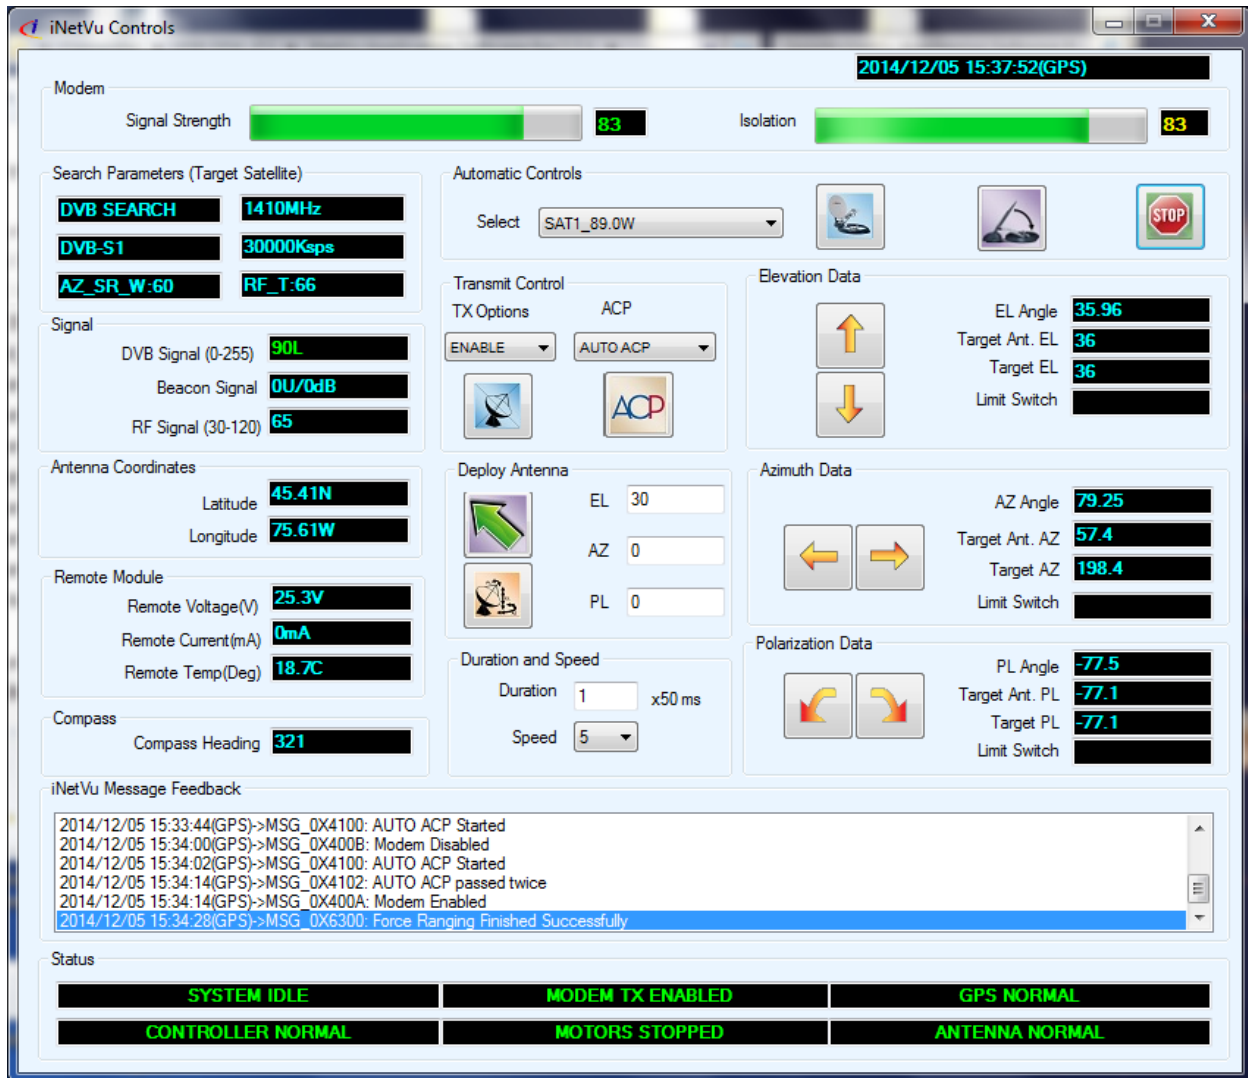 iNetVu Controls
2014/12/05 15:37:52(GPS)
Modem
Signal Strength 83 Isolation 83
Search Parameters (Target Satellite)
DVB SEARCH 1410MHz
DVB-S1 30000Ksps
AZ_SR_W:60 RF_T:66
Automatic Controls
Select SAT1_89.0W STOP
Signal
DVB Signal (0-255) 90L
Beacon Signal 0U/0dB
RF Signal (30-120) 65
Transmit Control
TX Options ACP
ENABLE AUTO ACP
ACP
Elevation Data
EL Angle 35.96
Target Ant. EL 36
Target EL 36
Limit Switch
Antenna Coordinates
Latitude 45.41N
Longitude 75.61W
Deploy Antenna
EL 30
AZ 0
PL 0
Azimuth Data
AZ Angle 79.25
Target Ant. AZ 57.4
Target AZ 198.4
Limit Switch
Remote Module
Remote Voltage(V) 25.3V
Remote Current(mA) 0mA
Remote Temp(Deg) 18.7C
Duration and Speed
Duration 1 x50 ms
Speed 5
Polarization Data
PL Angle -77.5
Target Ant. PL -77.1
Target PL -77.1
Limit Switch
Compass
Compass Heading 321
iNetVu Message Feedback
2014/12/05 15:33:44(GPS)->MSG_0X4100: AUTO ACP Started
2014/12/05 15:34:00(GPS)->MSG_0X400B: Modem Disabled
2014/12/05 15:34:02(GPS)->MSG_0X4100: AUTO ACP Started
2014/12/05 15:34:14(GPS)->MSG_0X4102: AUTO ACP passed twice
2014/12/05 15:34:14(GPS)->MSG_0X400A: Modem Enabled
2014/12/05 15:34:28(GPS)->MSG_0X6300: Force Ranging Finished Successfully
Status
SYSTEM IDLE MODEM TX ENABLED GPS NORMAL
CONTROLLER NORMAL MOTORS STOPPED ANTENNA NORMAL